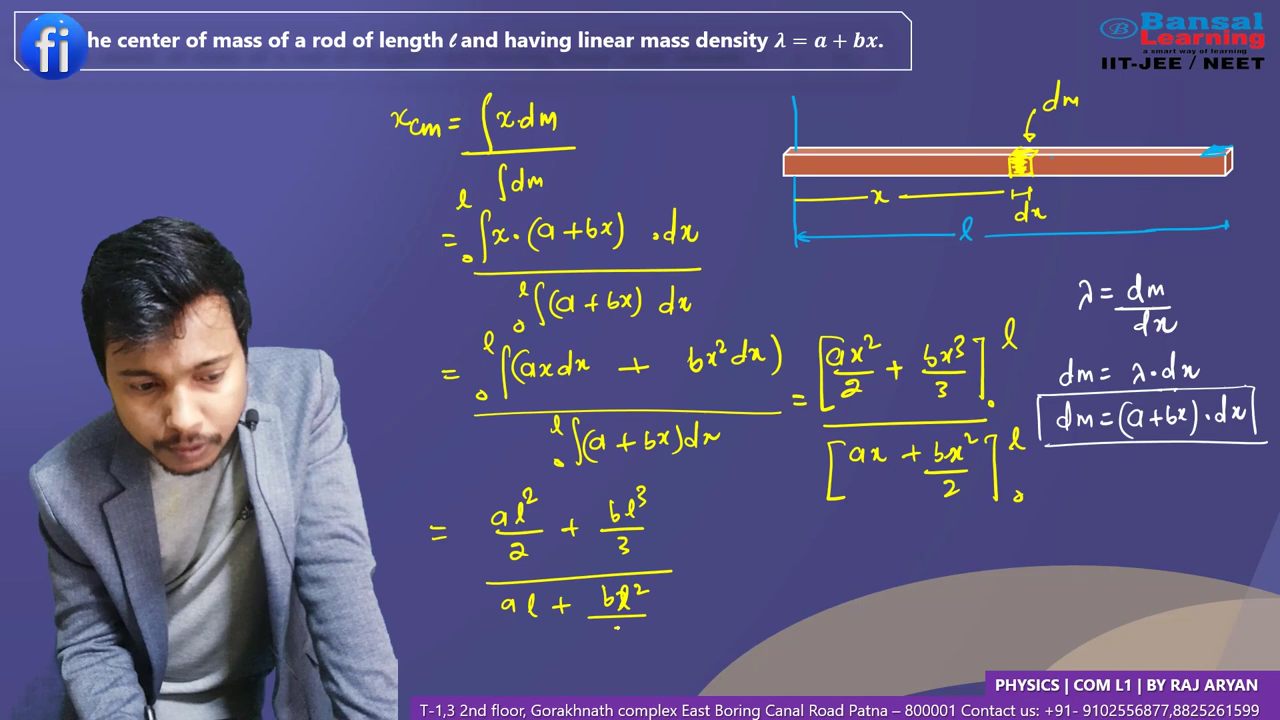 fi
he center of mass of a rod of length ℓ and having linear mass density λ = a + bx.
B Bansal
Learning
a smart way of learning
IIT-JEE / NEET
xcm = ∫ x·dm
∫ dm
= 0∫l x·(a + bx) ·dx
0∫l (a + bx) dx
= 0∫l (ax dx + bx² dx)
0∫l (a + bx) dx
= [ax²/2 + bx³/3]0 l
[ax + bx²/2]0 l
= al²/2 + bl³/3
al + bl²
dm
x
dx
l
λ = dm/dx
dm = λ·dx
dm = (a+bx)·dx
PHYSICS | COM L1 | BY RAJ ARYAN
T-1,3 2nd floor, Gorakhnath complex East Boring Canal Road Patna – 800001 Contact us: +91- 9102556877,8825261599